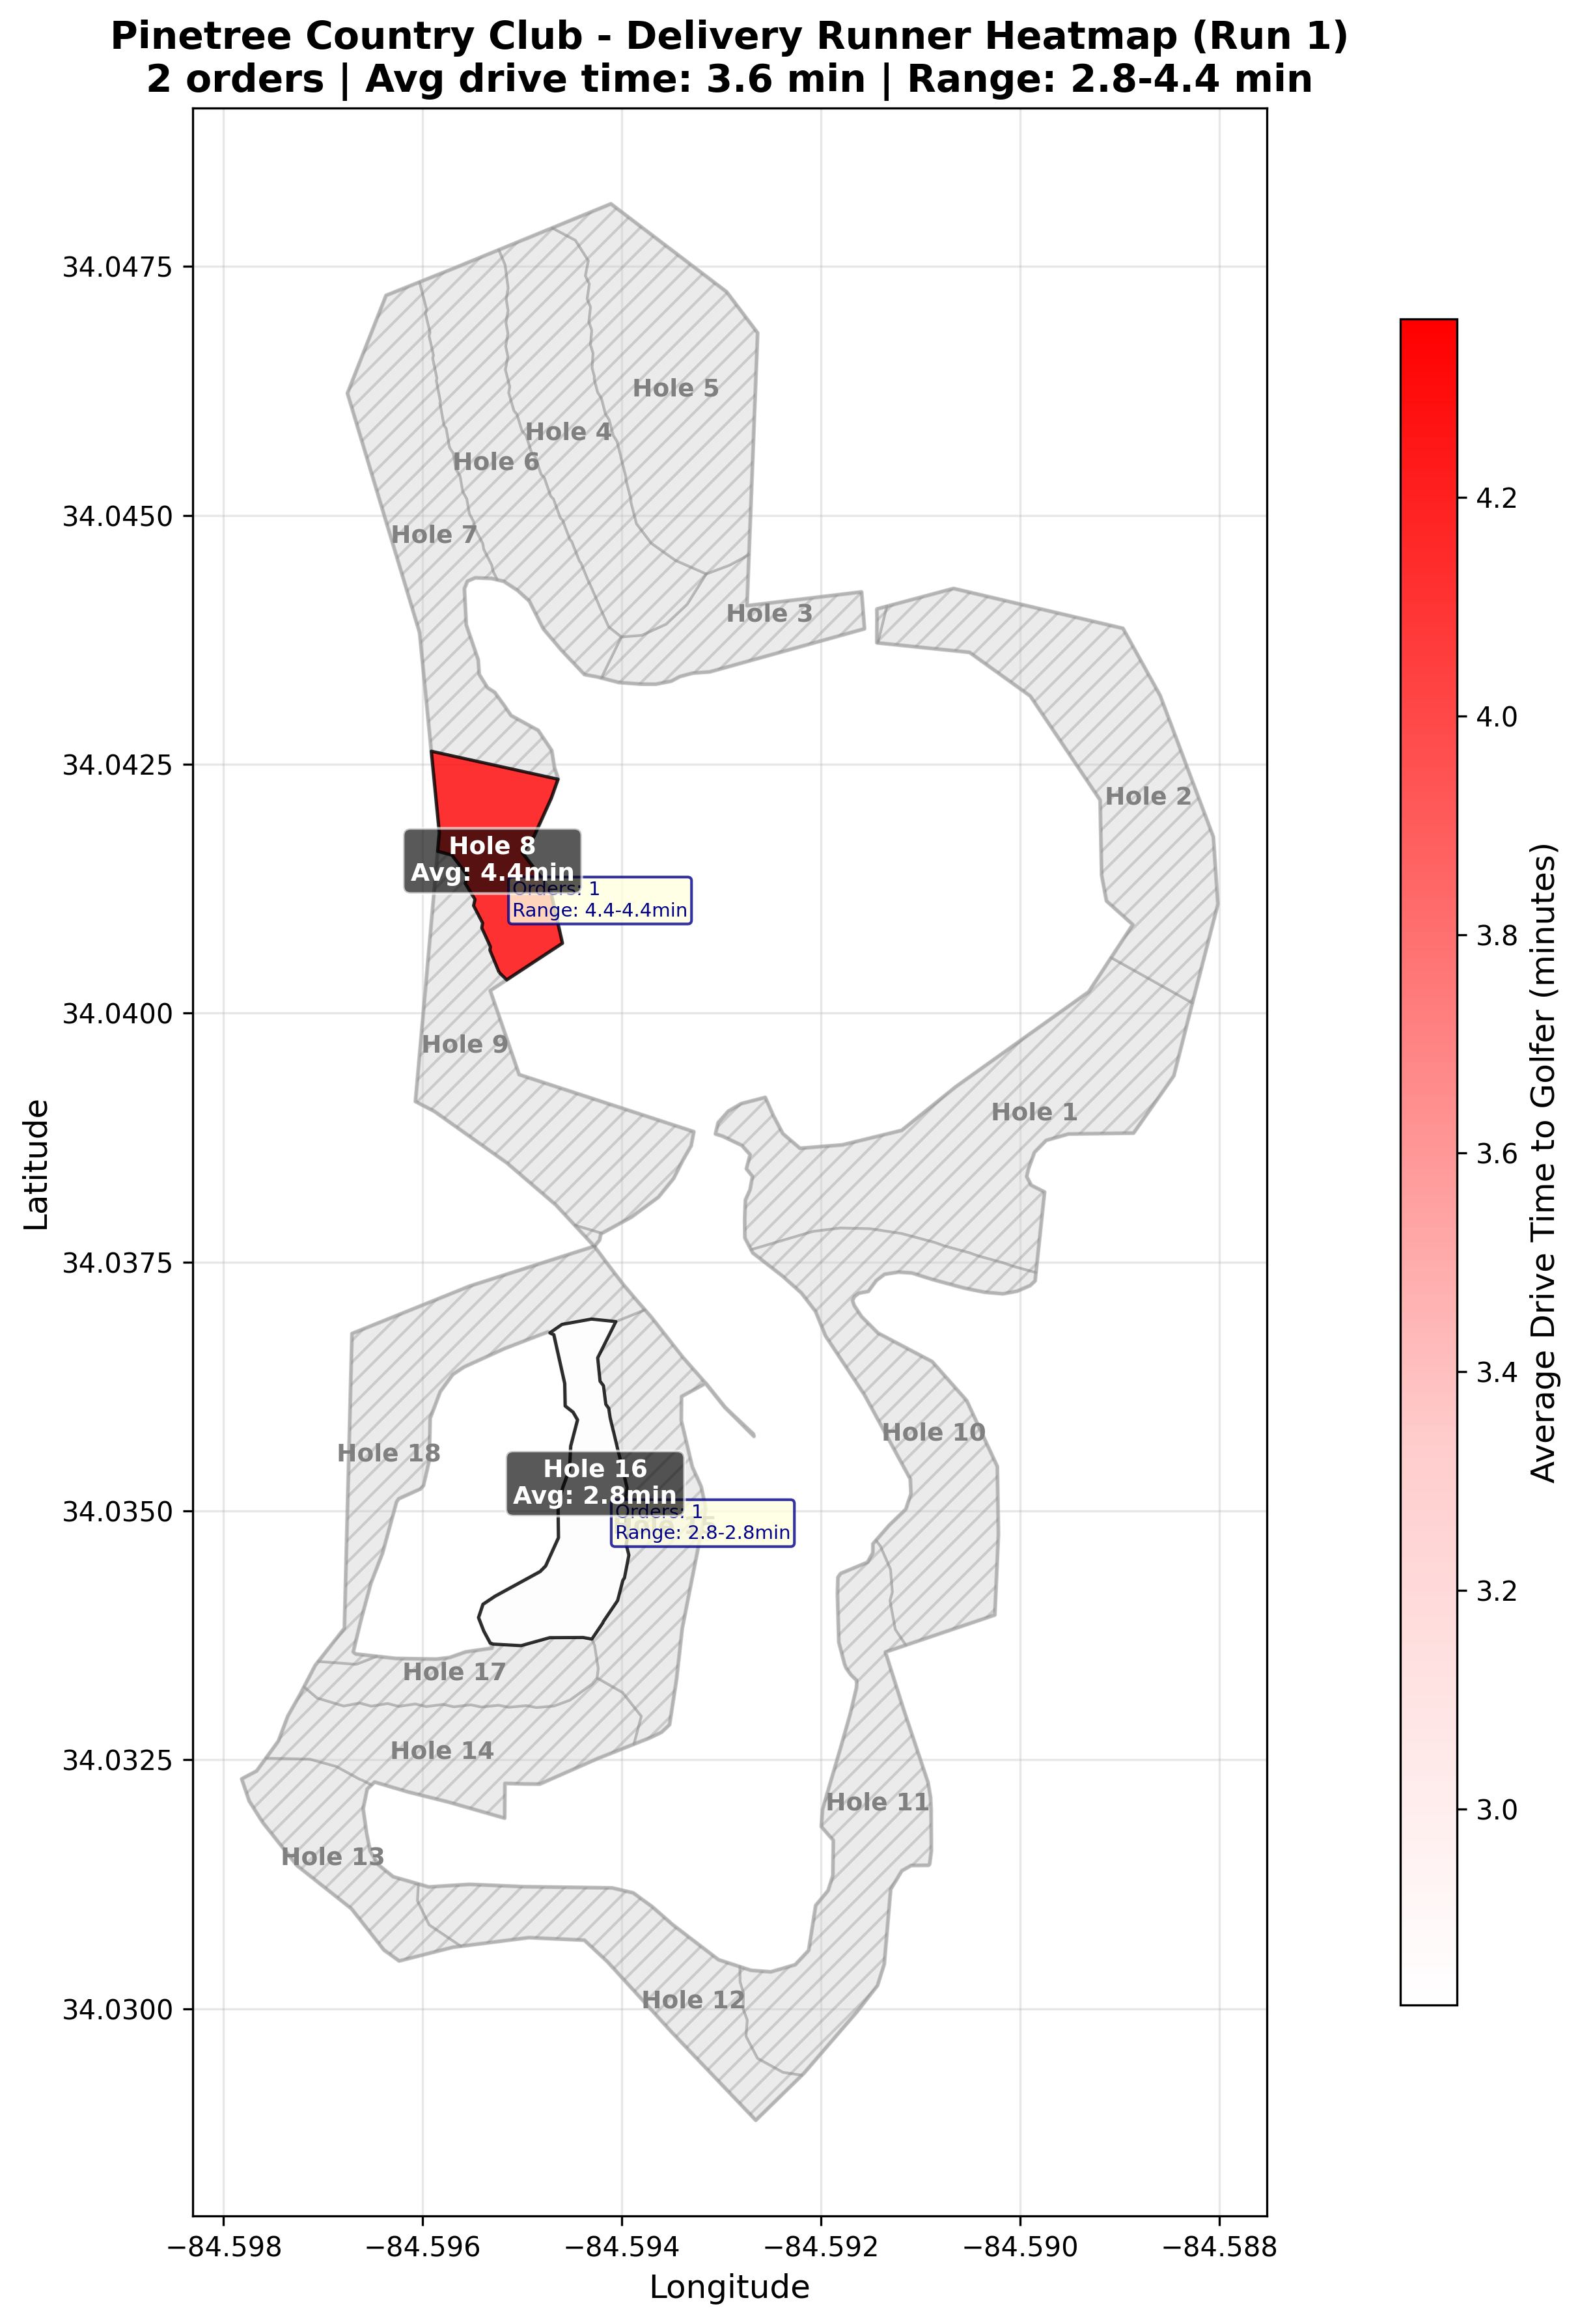 Pinetree Country Club - Delivery Runner Heatmap (Run 1)
2 orders | Avg drive time: 3.6 min | Range: 2.8-4.4 min
34.0475
34.0450
34.0425
34.0400
34.0375
34.0350
34.0325
34.0300
Latitude
Hole 5
Hole 4
Hole 6
Hole 7
Hole 3
Hole 2
Hole 8
Avg: 4.4min
Orders: 1
Range: 4.4-4.4min
Hole 9
Hole 1
Hole 10
Hole 18
Hole 16
Avg: 2.8min
Orders: 1
Range: 2.8-2.8min
Hole 17
Hole 14
Hole 11
Hole 13
Hole 12
−84.598
−84.596
−84.594
−84.592
−84.590
−84.588
Longitude
4.2
4.0
3.8
3.6
3.4
3.2
3.0
Average Drive Time to Golfer (minutes)